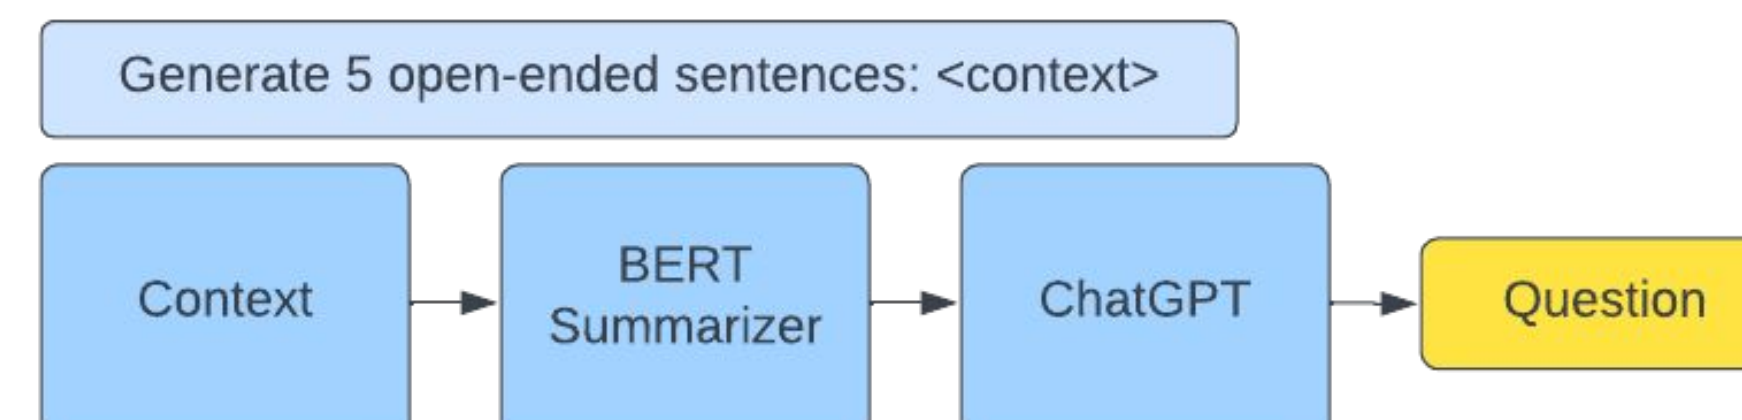 Generate 5 open-ended sentences: <context>
Context
BERT
Summarizer
ChatGPT
Question